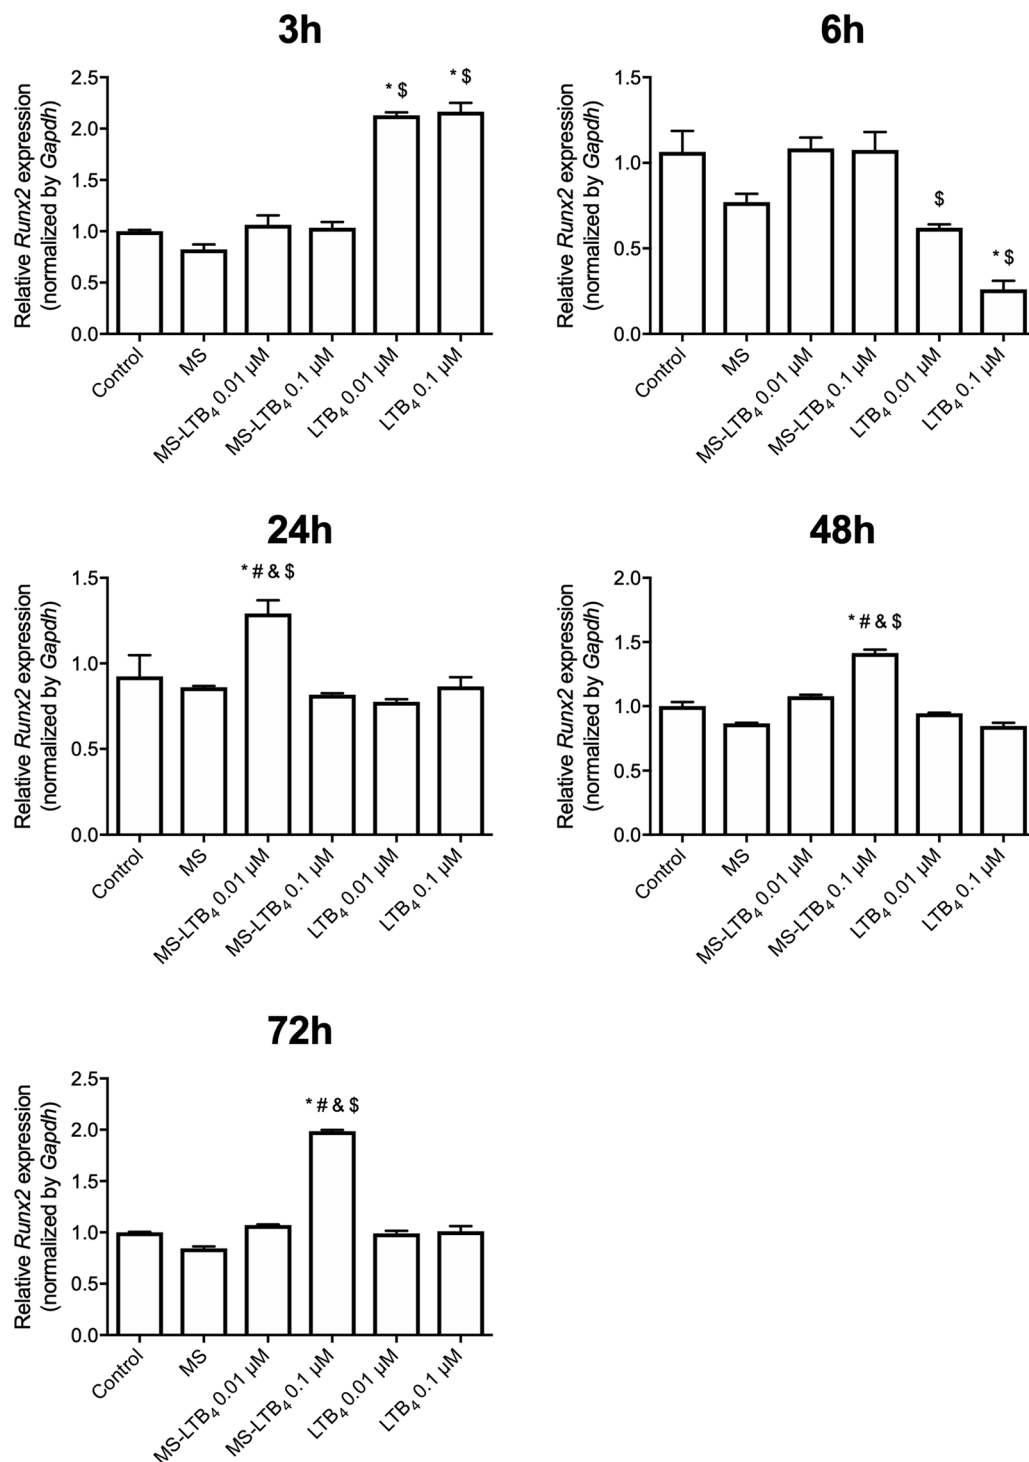 3h
Relative Runx2 expression
(normalized by Gapdh)
2.5
2.0
1.5
1.0
0.5
0.0
* $
* $
Control
MS
MS-LTB₄ 0.01 µM
MS-LTB₄ 0.1 µM
LTB₄ 0.01 µM
LTB₄ 0.1 µM
6h
Relative Runx2 expression
(normalized by Gapdh)
1.5
1.0
0.5
0.0
$
* $
Control
MS
MS-LTB₄ 0.01 µM
MS-LTB₄ 0.1 µM
LTB₄ 0.01 µM
LTB₄ 0.1 µM
24h
Relative Runx2 expression
(normalized by Gapdh)
1.5
1.0
0.5
0.0
* # & $
Control
MS
MS-LTB₄ 0.01 µM
MS-LTB₄ 0.1 µM
LTB₄ 0.01 µM
LTB₄ 0.1 µM
48h
Relative Runx2 expression
(normalized by Gapdh)
2.0
1.5
1.0
0.5
0.0
* # & $
Control
MS
MS-LTB₄ 0.01 µM
MS-LTB₄ 0.1 µM
LTB₄ 0.01 µM
LTB₄ 0.1 µM
72h
Relative Runx2 expression
(normalized by Gapdh)
2.5
2.0
1.5
1.0
0.5
0.0
* # & $
Control
MS
MS-LTB₄ 0.01 µM
MS-LTB₄ 0.1 µM
LTB₄ 0.01 µM
LTB₄ 0.1 µM